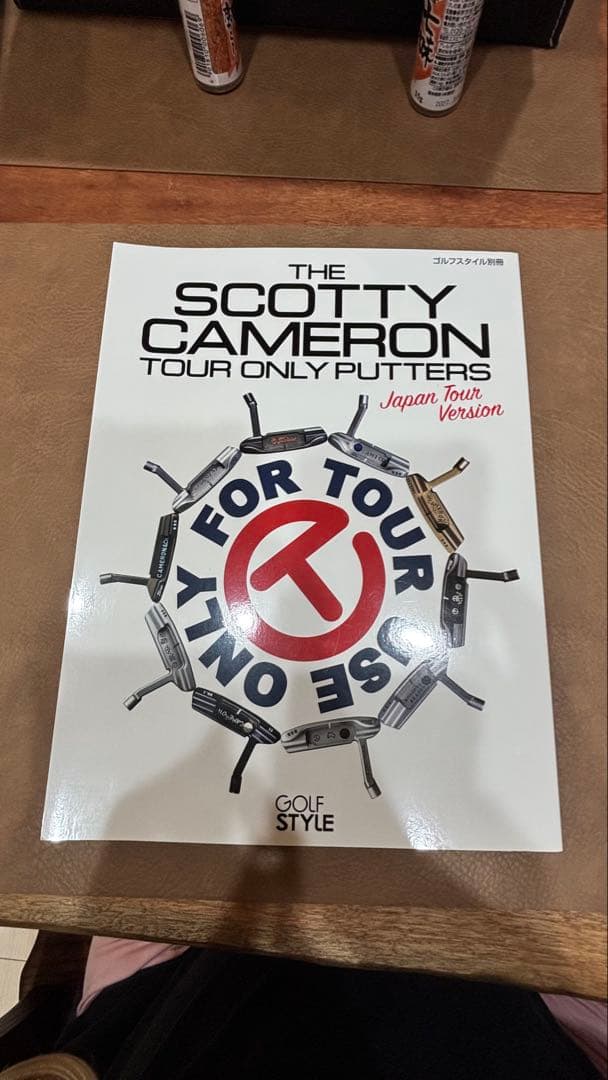 ゴルフスタイル別冊
THE
SCOTTY
CAMERON
TOUR ONLY PUTTERS
Japan Tour
Version
FOR TOUR USE ONLY
CAMERON
GOLF
STYLE